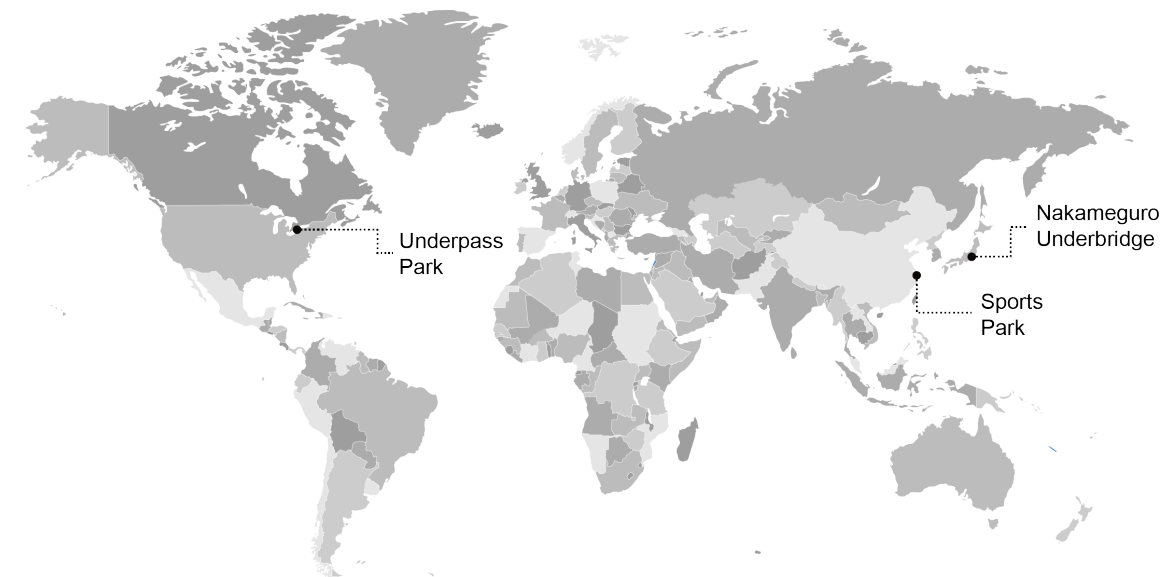 Underpass
Park
Nakameguro
Underbridge
Sports
Park